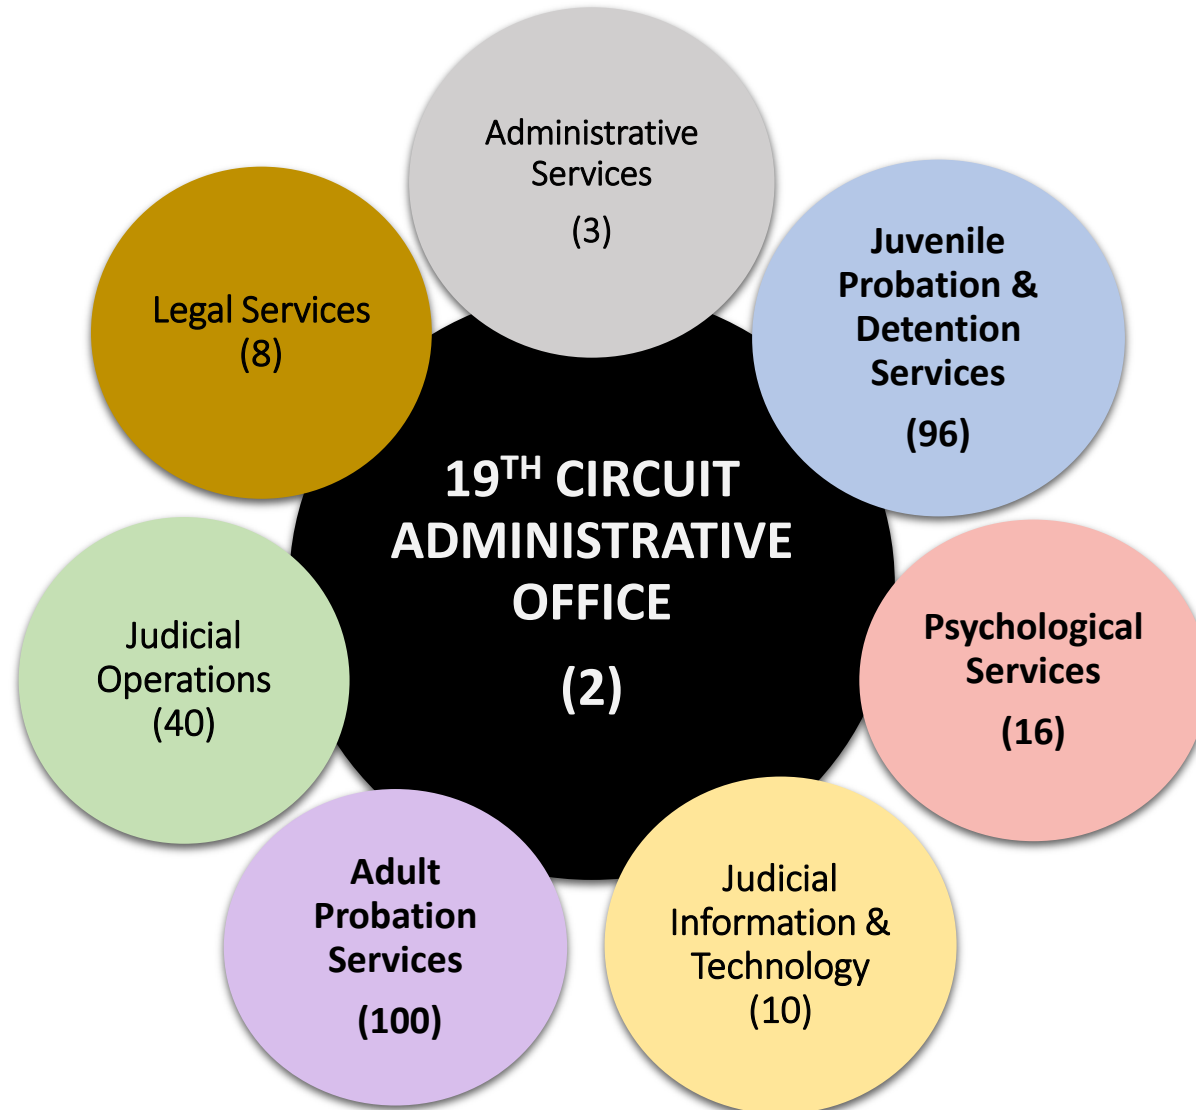 Administrative
Services
(3)
Juvenile
Probation &
Detention
Services
(96)
Legal Services
(8)
19TH CIRCUIT
ADMINISTRATIVE
OFFICE
(2)
Psychological
Services
(16)
Judicial
Operations
(40)
Adult
Probation
Services
(100)
Judicial
Information &
Technology
(10)